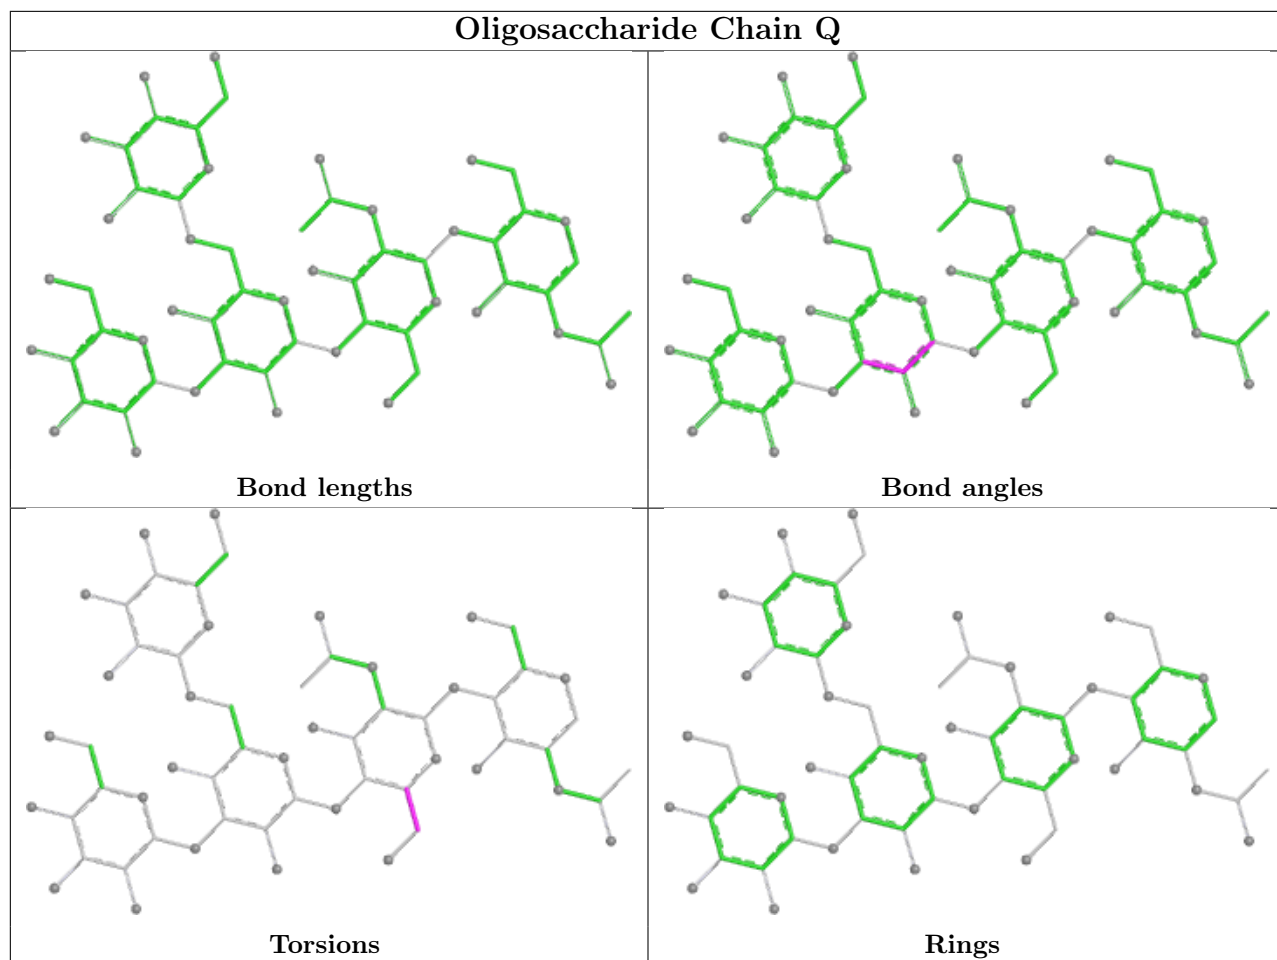 Oligosaccharide Chain Q
Bond lengths
Bond angles
Torsions
Rings